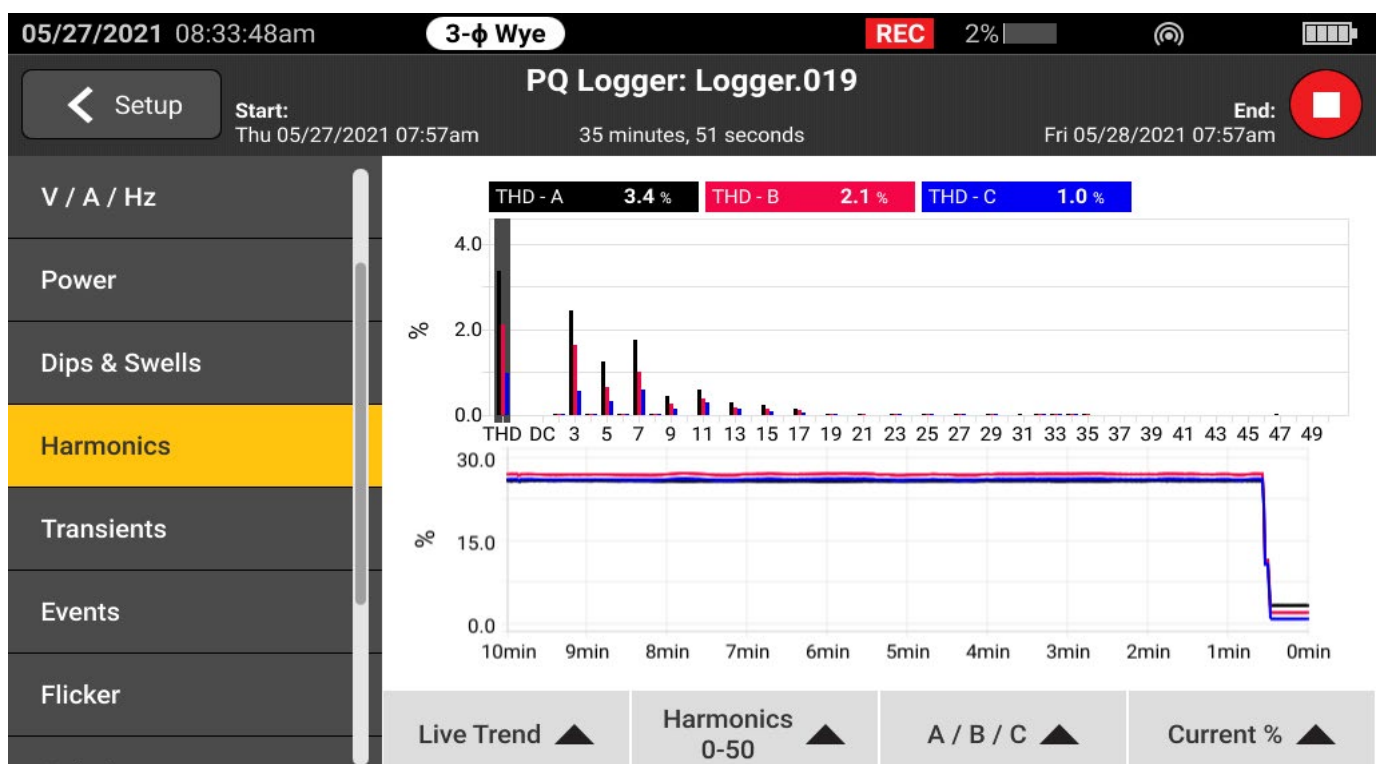 05/27/2021 08:33:48am 3-ϕ Wye REC 2%
PQ Logger: Logger.019
Setup
Start:
Thu 05/27/2021 07:57am
35 minutes, 51 seconds
End:
Fri 05/28/2021 07:57am
V / A / Hz
Power
Dips & Swells
Harmonics
Transients
Events
Flicker
THD - A 3.4 % THD - B 2.1 % THD - C 1.0 %
4.0
2.0
0.0
%
THD DC 3 5 7 9 11 13 15 17 19 21 23 25 27 29 31 33 35 37 39 41 43 45 47 49
30.0
15.0
0.0
%
10min 9min 8min 7min 6min 5min 4min 3min 2min 1min 0min
Live Trend
Harmonics
0-50
A / B / C
Current %